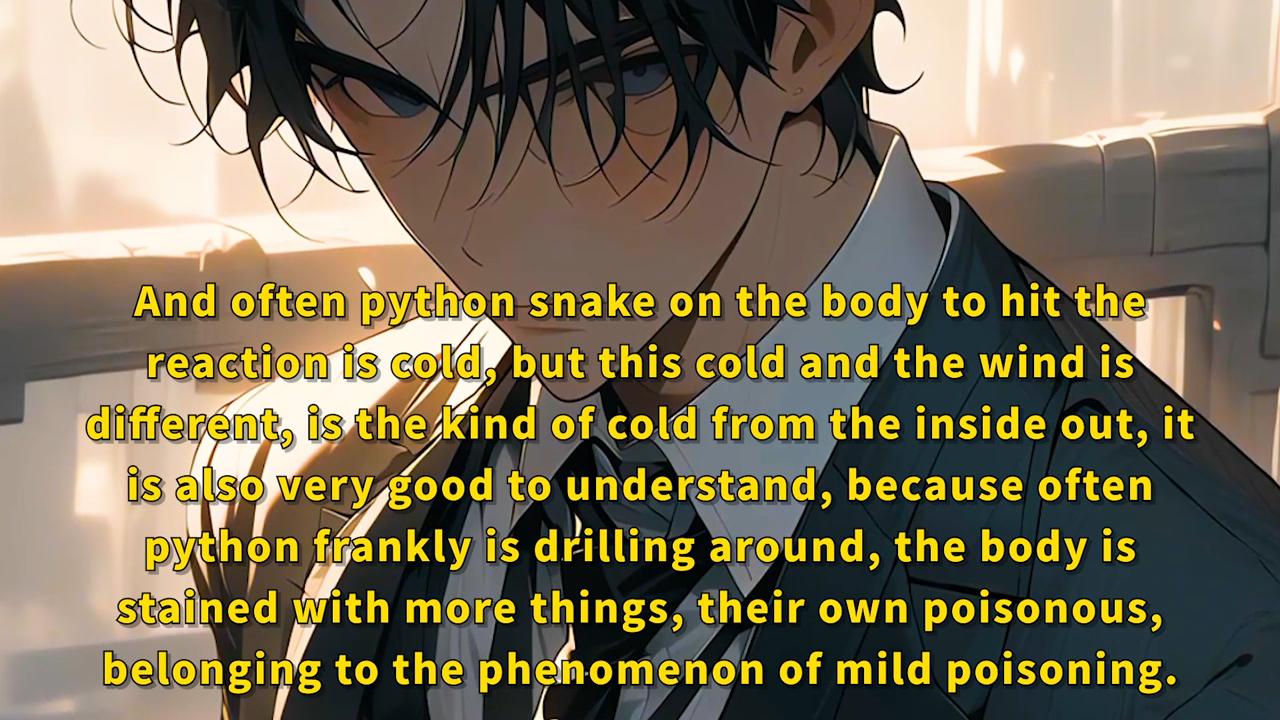 And often python snake on the body to hit the
reaction is cold, but this cold and the wind is
different, is the kind of cold from the inside out, it
is also very good to understand, because often
python frankly is drilling around, the body is
stained with more things, their own poisonous,
belonging to the phenomenon of mild poisoning.